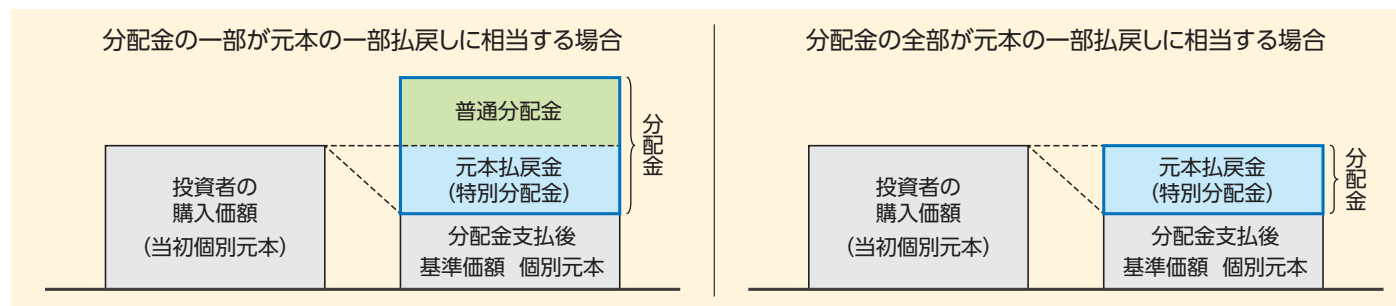 分配金の一部が元本の一部払戻しに相当する場合
普通分配金
元本払戻金
(特別分配金)
分配金
投資者の
購入価額
(当初個別元本)
分配金支払後
基準価額 個別元本
分配金の全部が元本の一部払戻しに相当する場合
元本払戻金
(特別分配金)
分配金
投資者の
購入価額
(当初個別元本)
分配金支払後
基準価額 個別元本